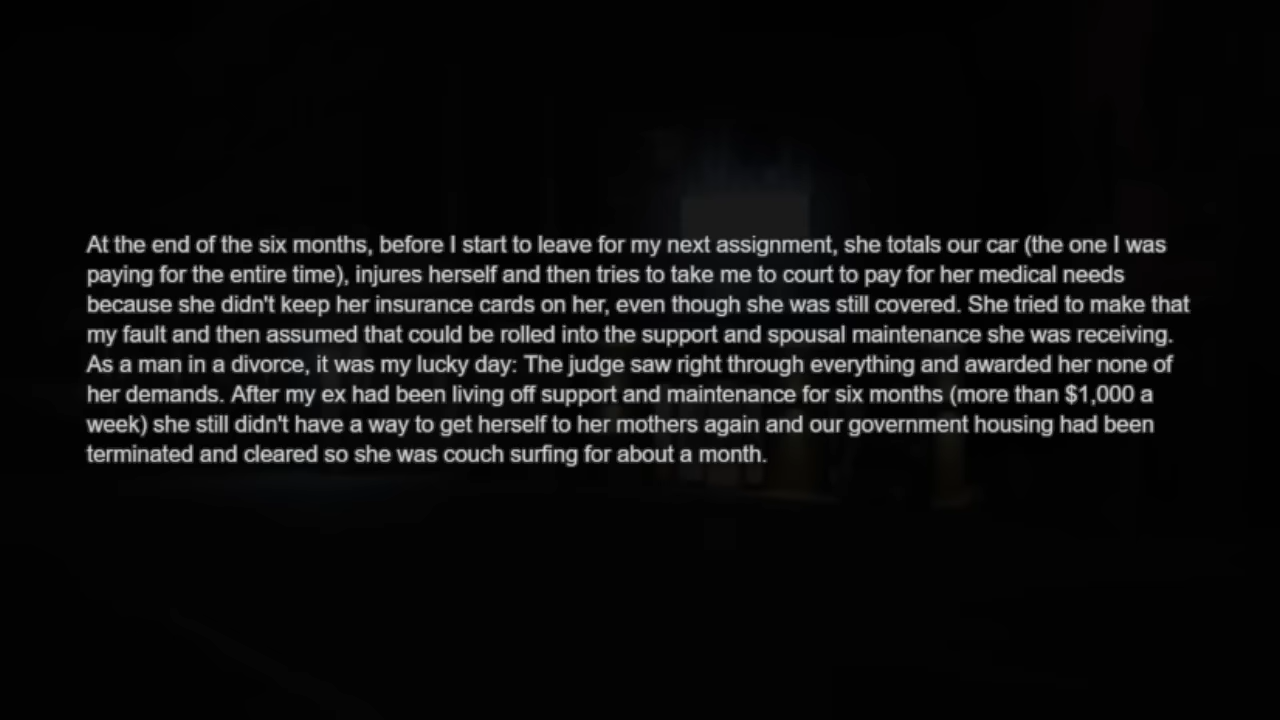 At the end of the six months, before I start to leave for my next assignment, she totals our car (the one I was
paying for the entire time), injures herself and then tries to take me to court to pay for her medical needs
because she didn't keep her insurance cards on her, even though she was still covered. She tried to make that
my fault and then assumed that could be rolled into the support and spousal maintenance she was receiving.
As a man in a divorce, it was my lucky day: The judge saw right through everything and awarded her none of
her demands. After my ex had been living off support and maintenance for six months (more than $1,000 a
week) she still didn't have a way to get herself to her mothers again and our government housing had been
terminated and cleared so she was couch surfing for about a month.